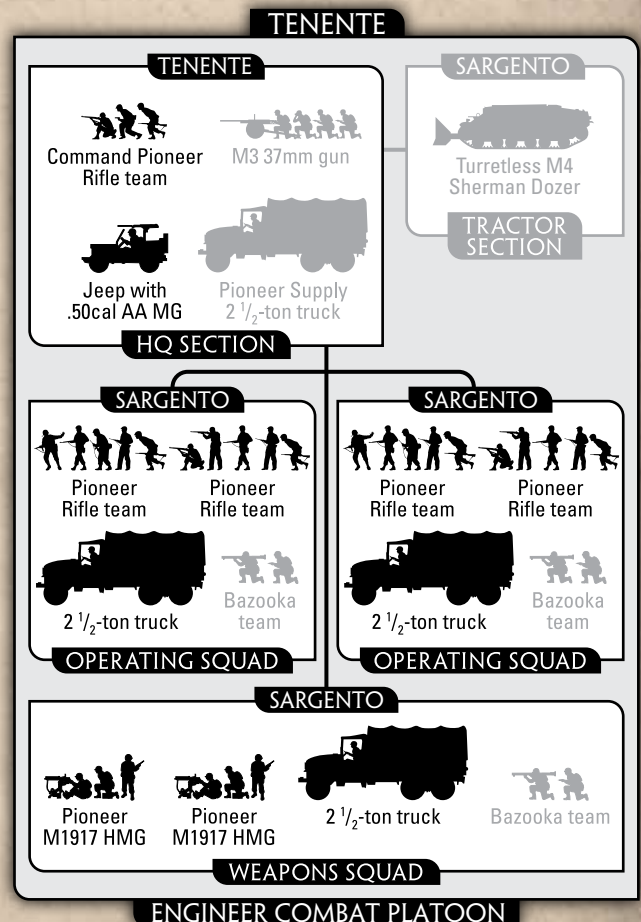 TENENTE
TENENTE
Command Pioneer
Rifle team
M3 37mm gun
Jeep with
.50cal AA MG
Pioneer Supply
2 1/2-ton truck
HQ SECTION
SARGENTO
Turretless M4
Sherman Dozer
TRACTOR
SECTION
SARGENTO
Pioneer
Rifle team
Pioneer
Rifle team
2 1/2-ton truck
Bazooka
team
OPERATING SQUAD
SARGENTO
Pioneer
Rifle team
Pioneer
Rifle team
2 1/2-ton truck
Bazooka
team
OPERATING SQUAD
SARGENTO
Pioneer
M1917 HMG
Pioneer
M1917 HMG
2 1/2-ton truck
Bazooka team
WEAPONS SQUAD
ENGINEER COMBAT PLATOON